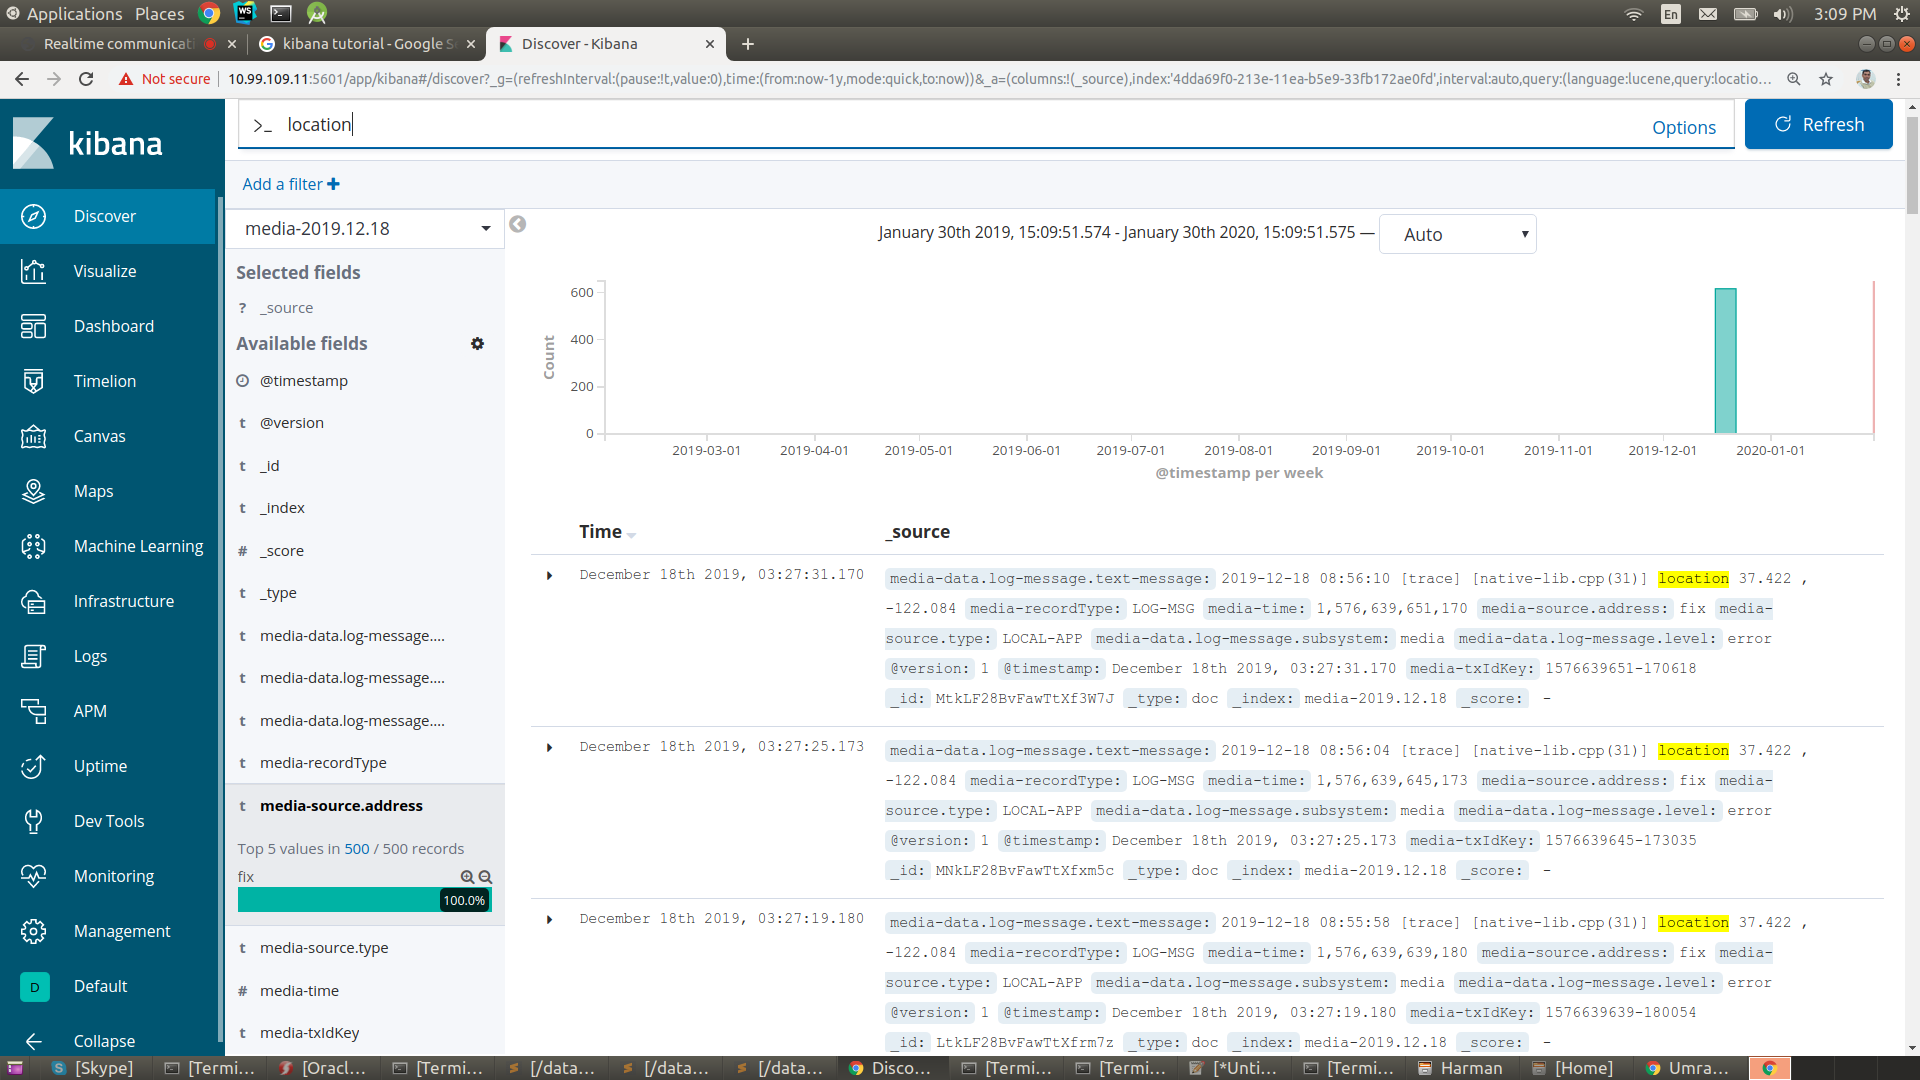 Applications Places WS En 3:09 PM
Realtime communicati × kibana tutorial - Google S × Discover - Kibana × +
Not secure | 10.99.109.11:5601/app/kibana#/discover?_g=(refreshInterval:(pause:!t,value:0),time:(from:now-1y,mode:quick,to:now))&_a=(columns:!(_source),index:'4dda69f0-213e-11ea-b5e9-33fb172ae0fd',interval:auto,query:(language:lucene,query:locatio...
kibana
Discover
Visualize
Dashboard
Timelion
Canvas
Maps
Machine Learning
Infrastructure
Logs
APM
Uptime
Dev Tools
Monitoring
Management
D Default
Collapse
>_ location
Options
Refresh
Add a filter +
media-2019.12.18
Selected fields
? _source
Available fields
@timestamp
t @version
t _id
t _index
# _score
t _type
t media-data.log-message....
t media-data.log-message....
t media-data.log-message....
t media-recordType
t media-source.address
Top 5 values in 500 / 500 records
fix
100.0%
t media-source.type
# media-time
t media-txIdKey
January 30th 2019, 15:09:51.574 - January 30th 2020, 15:09:51.575 — Auto
600
400
200
0
Count
2019-03-01 2019-04-01 2019-05-01 2019-06-01 2019-07-01 2019-08-01 2019-09-01 2019-10-01 2019-11-01 2019-12-01 2020-01-01
@timestamp per week
Time _source
December 18th 2019, 03:27:31.170 media-data.log-message.text-message: 2019-12-18 08:56:10 [trace] [native-lib.cpp(31)] location 37.422 ,
-122.084 media-recordType: LOG-MSG media-time: 1,576,639,651,170 media-source.address: fix media-
source.type: LOCAL-APP media-data.log-message.subsystem: media media-data.log-message.level: error
@version: 1 @timestamp: December 18th 2019, 03:27:31.170 media-txIdKey: 1576639651-170618
_id: MtkLF28BvFawTtXf3W7J _type: doc _index: media-2019.12.18 _score: -
December 18th 2019, 03:27:25.173 media-data.log-message.text-message: 2019-12-18 08:56:04 [trace] [native-lib.cpp(31)] location 37.422 ,
-122.084 media-recordType: LOG-MSG media-time: 1,576,639,645,173 media-source.address: fix media-
source.type: LOCAL-APP media-data.log-message.subsystem: media media-data.log-message.level: error
@version: 1 @timestamp: December 18th 2019, 03:27:25.173 media-txIdKey: 1576639645-173035
_id: MNkLF28BvFawTtXfxm5c _type: doc _index: media-2019.12.18 _score: -
December 18th 2019, 03:27:19.180 media-data.log-message.text-message: 2019-12-18 08:55:58 [trace] [native-lib.cpp(31)] location 37.422 ,
-122.084 media-recordType: LOG-MSG media-time: 1,576,639,639,180 media-source.address: fix media-
source.type: LOCAL-APP media-data.log-message.subsystem: media media-data.log-message.level: error
@version: 1 @timestamp: December 18th 2019, 03:27:19.180 media-txIdKey: 1576639639-180054
_id: LtkLF28BvFawTtXfrm7z _type: doc _index: media-2019.12.18 _score: -
[Skype] [Termi... [Oracl... [Termi... [/data... [/data... [/data... Disco... [Termi... [Termi... [*Unti... [Termi... Harman [Home] Umra...